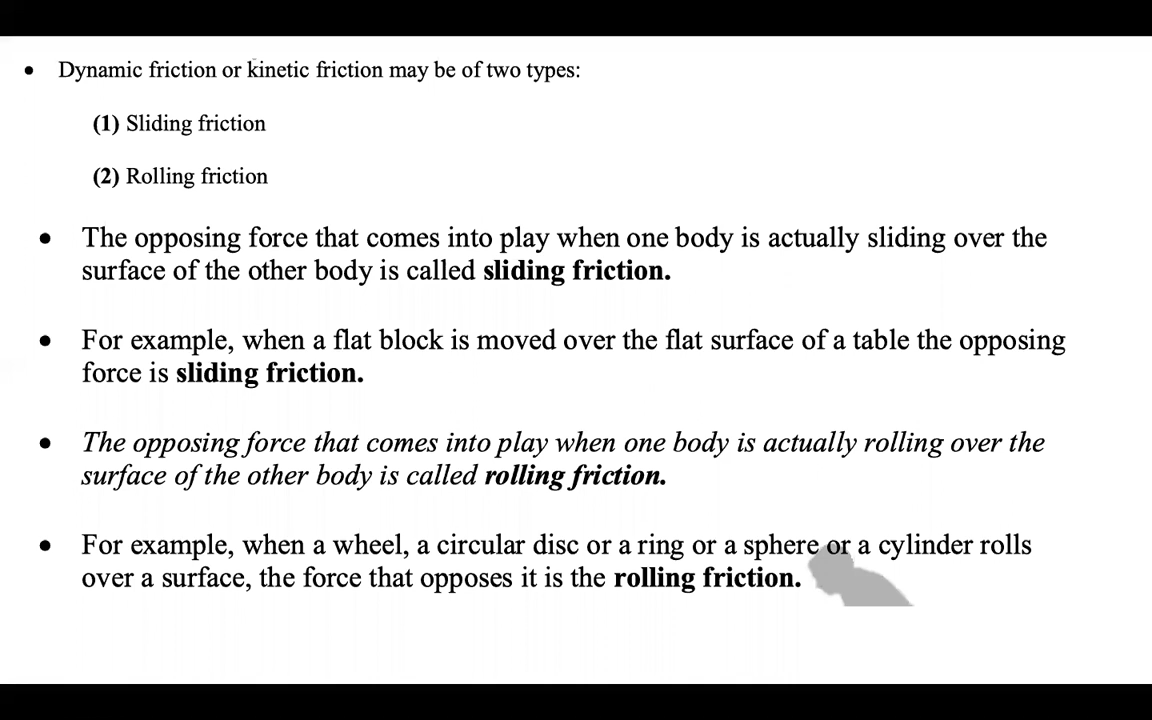 • Dynamic friction or kinetic friction may be of two types:
(1) Sliding friction
(2) Rolling friction
• The opposing force that comes into play when one body is actually sliding over the
surface of the other body is called sliding friction.
• For example, when a flat block is moved over the flat surface of a table the opposing
force is sliding friction.
• The opposing force that comes into play when one body is actually rolling over the
surface of the other body is called rolling friction.
• For example, when a wheel, a circular disc or a ring or a sphere or a cylinder rolls
over a surface, the force that opposes it is the rolling friction.